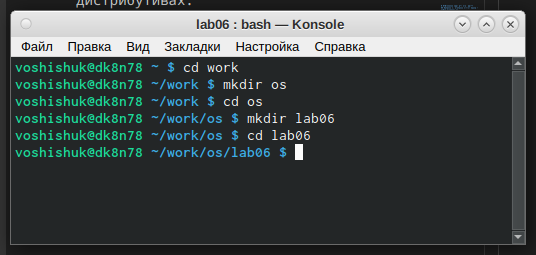 дистрибутивах.
lab06 : bash — Konsole
Файл Правка Вид Закладки Настройка Справка
voshishuk@dk8n78 ~ $ cd work
voshishuk@dk8n78 ~/work $ mkdir os
voshishuk@dk8n78 ~/work $ cd os
voshishuk@dk8n78 ~/work/os $ mkdir lab06
voshishuk@dk8n78 ~/work/os $ cd lab06
voshishuk@dk8n78 ~/work/os/lab06 $